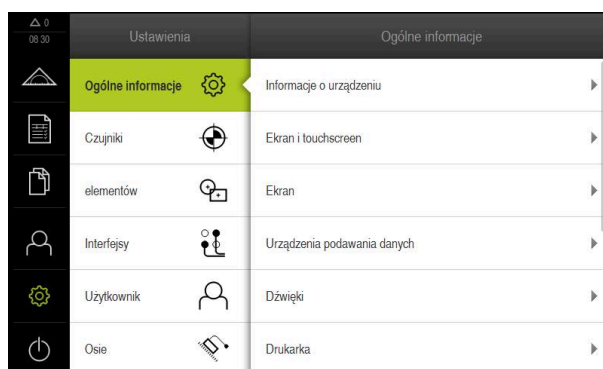 0
08:30
Ustawienia
Ogólne informacje
Ogólne informacje
Czujniki
elementów
Interfejsy
Użytkownik
Osie
Informacje o urządzeniu
Ekran i touchscreen
Ekran
Urządzenia podawania danych
Dźwięki
Drukarka